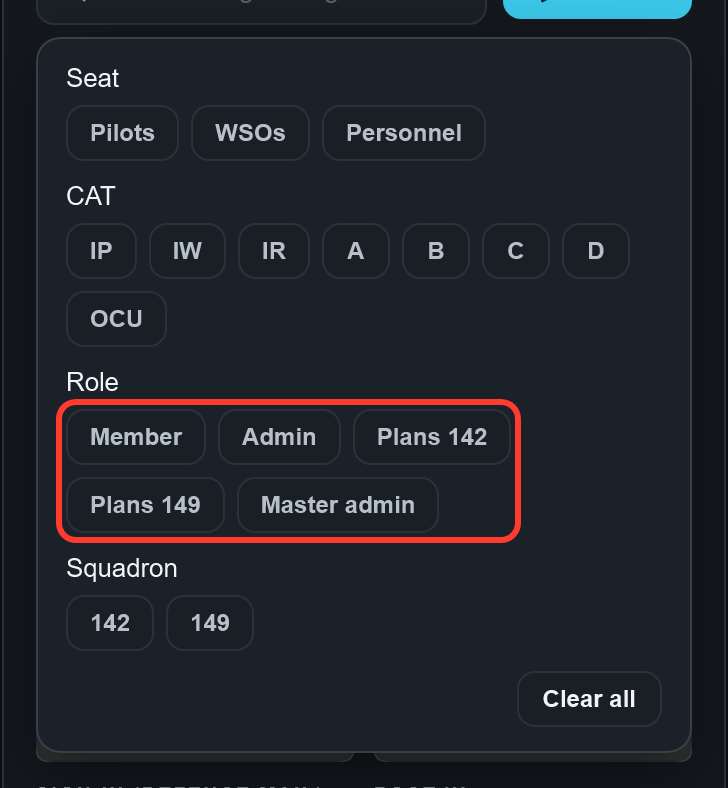 Seat
Pilots WSOs Personnel
CAT
IP IW IR A B C D
OCU
Role
Member Admin Plans 142
Plans 149 Master admin
Squadron
142 149
Clear all